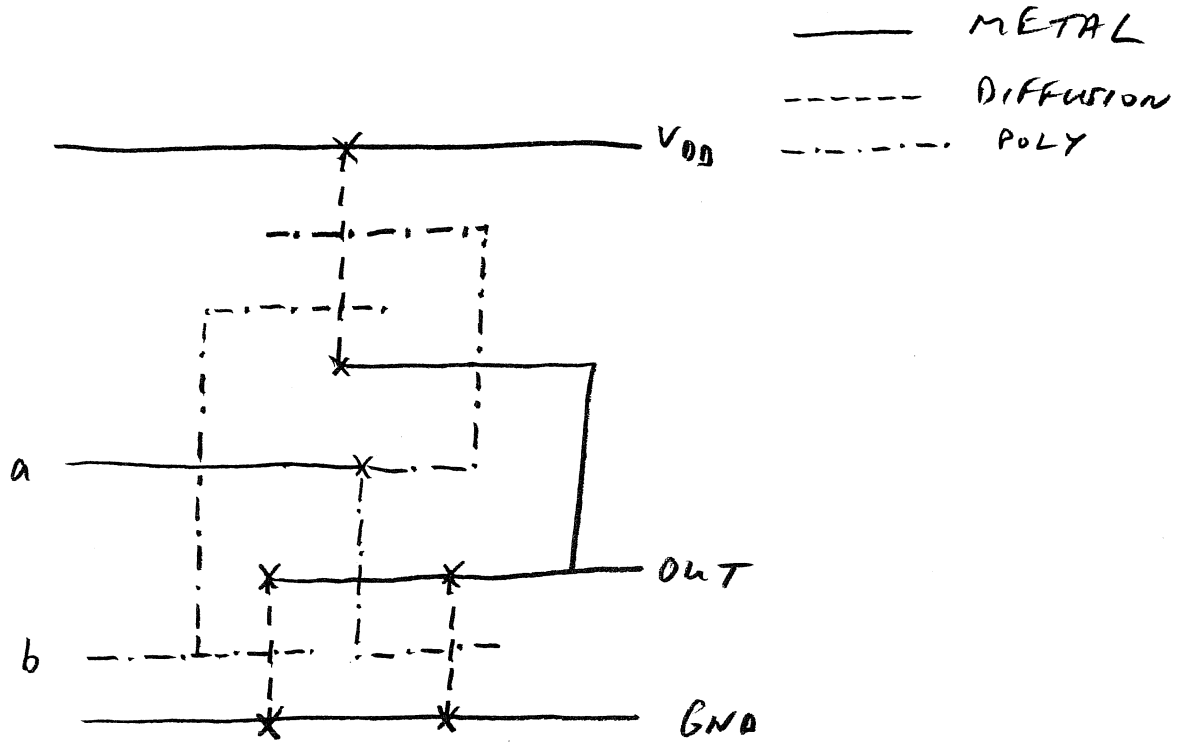 METAL
DIFFUSION
POLY
VDD
a
OUT
b
GND